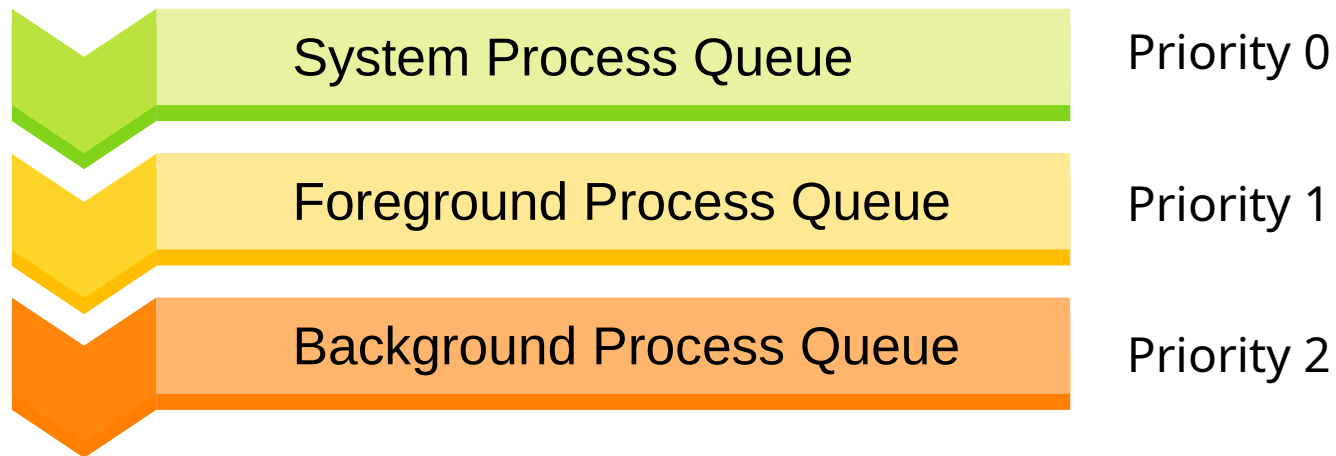 System Process Queue Priority 0
Foreground Process Queue Priority 1
Background Process Queue Priority 2